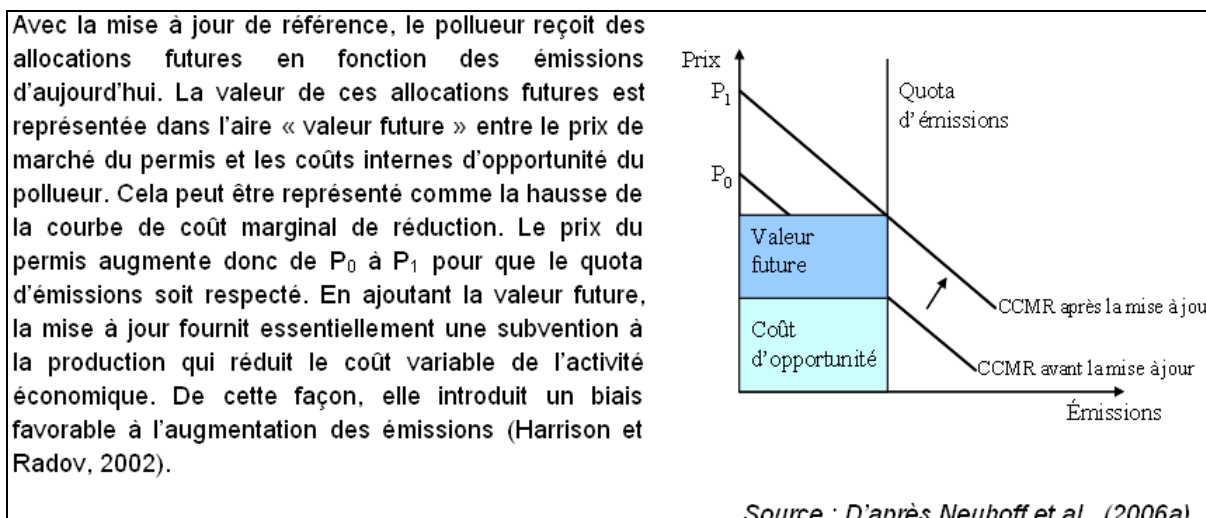 Avec la mise à jour de référence, le pollueur reçoit des
allocations futures en fonction des émissions
d'aujourd'hui. La valeur de ces allocations futures est
représentée dans l'aire « valeur future » entre le prix de
marché du permis et les coûts internes d'opportunité du
pollueur. Cela peut être représenté comme la hausse de
la courbe de coût marginal de réduction. Le prix du
permis augmente donc de P0 à P1 pour que le quota
d'émissions soit respecté. En ajoutant la valeur future,
la mise à jour fournit essentiellement une subvention à
la production qui réduit le coût variable de l'activité
économique. De cette façon, elle introduit un biais
favorable à l'augmentation des émissions (Harrison et
Radov, 2002).
Prix
P1
Quota
d'émissions
P0
Valeur
future
CCMR après la mise à jou
Coût
d'opportunité
CCMR avant la mise à jour
Émissions
Source : D'après Neuhoff et al. (2006a)